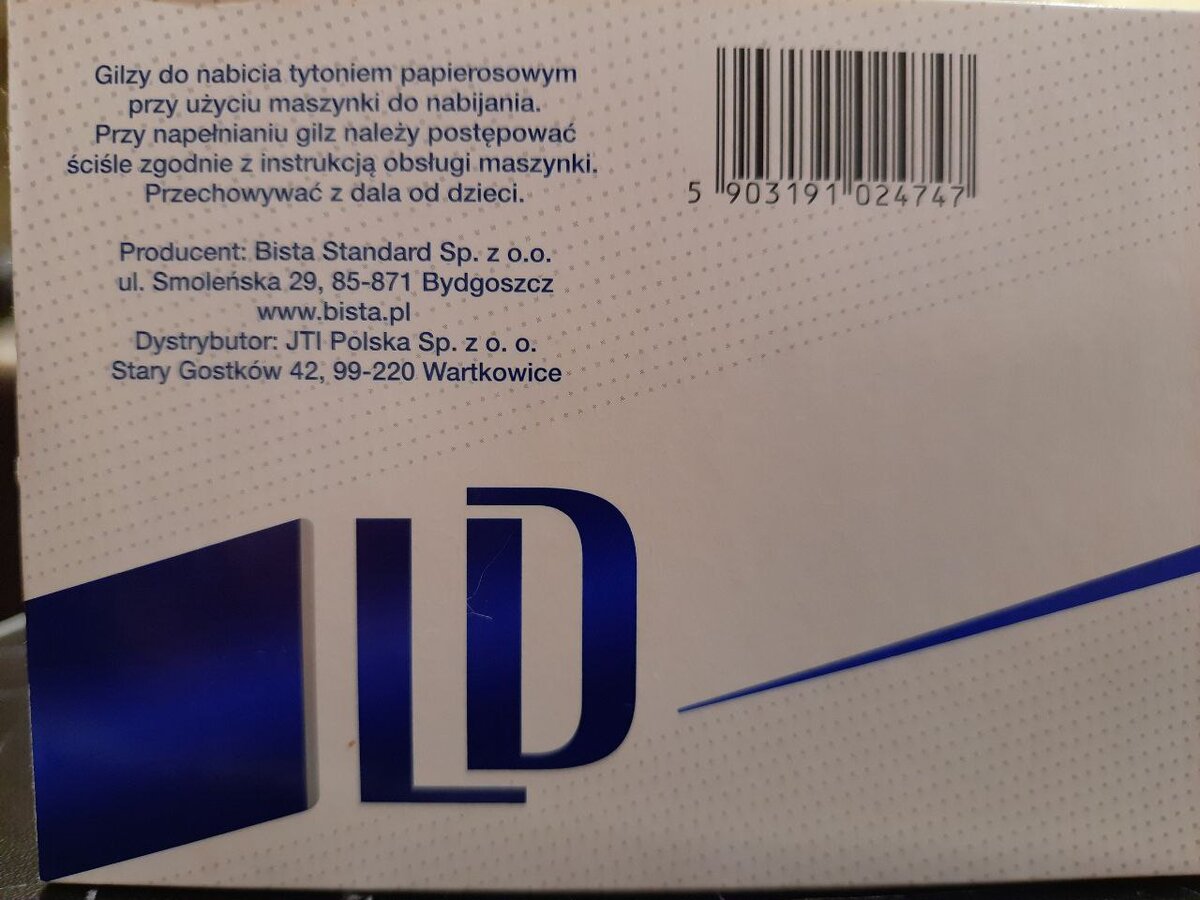 Gilzy do nabicia tytoniem papierosowym
przy użyciu maszynki do nabijania.
Przy napełnianiu gilz należy postępować
ściśle zgodnie z instrukcją obsługi maszynki.
Przechowywać z dala od dzieci.
Producent: Bista Standard Sp. z o.o.
ul. Smoleńska 29, 85-871 Bydgoszcz
www.bista.pl
Dystrybutor: JTI Polska Sp. z o. o.
Stary Gostków 42, 99-220 Wartkowice
5 903191 024747
LD